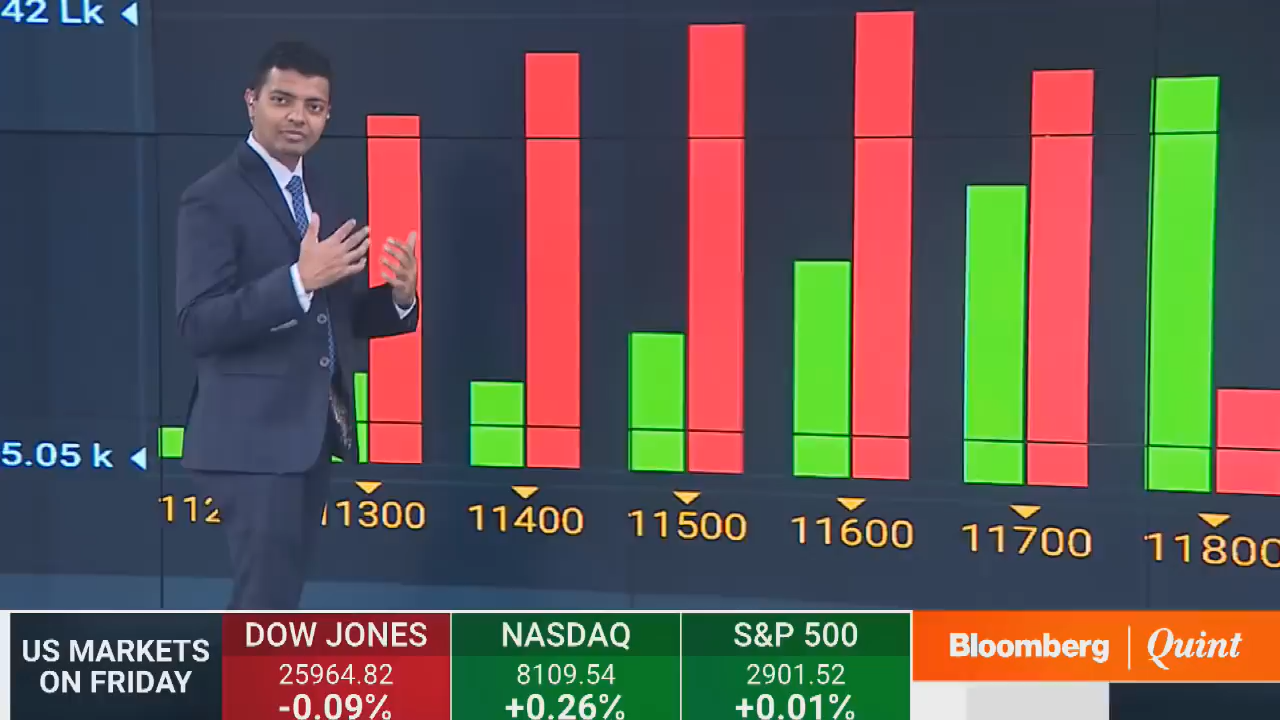 42 Lk
5.05 k
112
11300
11400
11500
11600
11700
11800
US MARKETS
ON FRIDAY
DOW JONES
25964.82
-0.09%
NASDAQ
8109.54
+0.26%
S&P 500
2901.52
+0.01%
Bloomberg | Quint